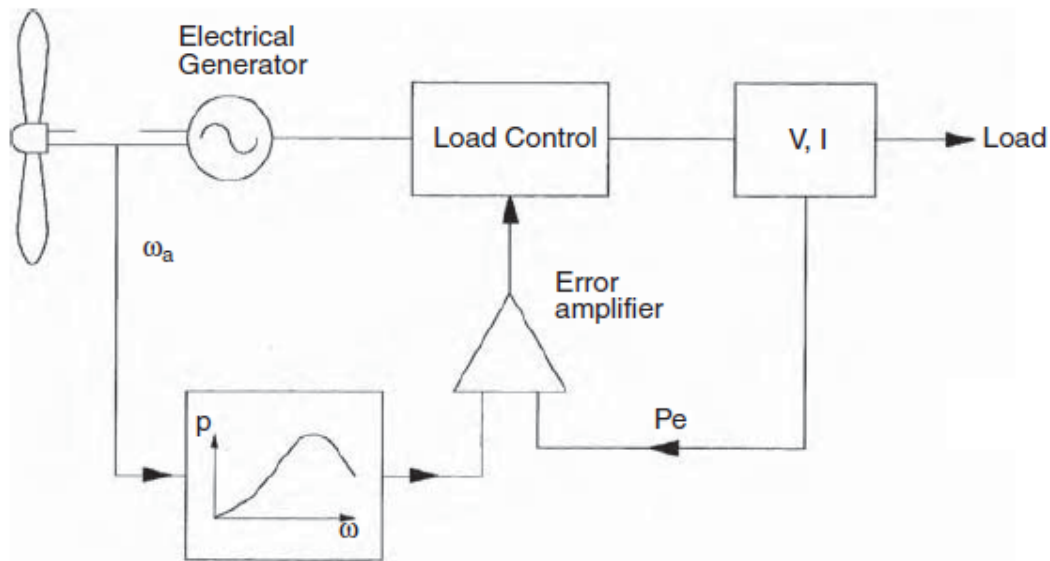 Electrical
Generator
Load Control
V, I
Load
ωa
Error
amplifier
Pe
p
ω